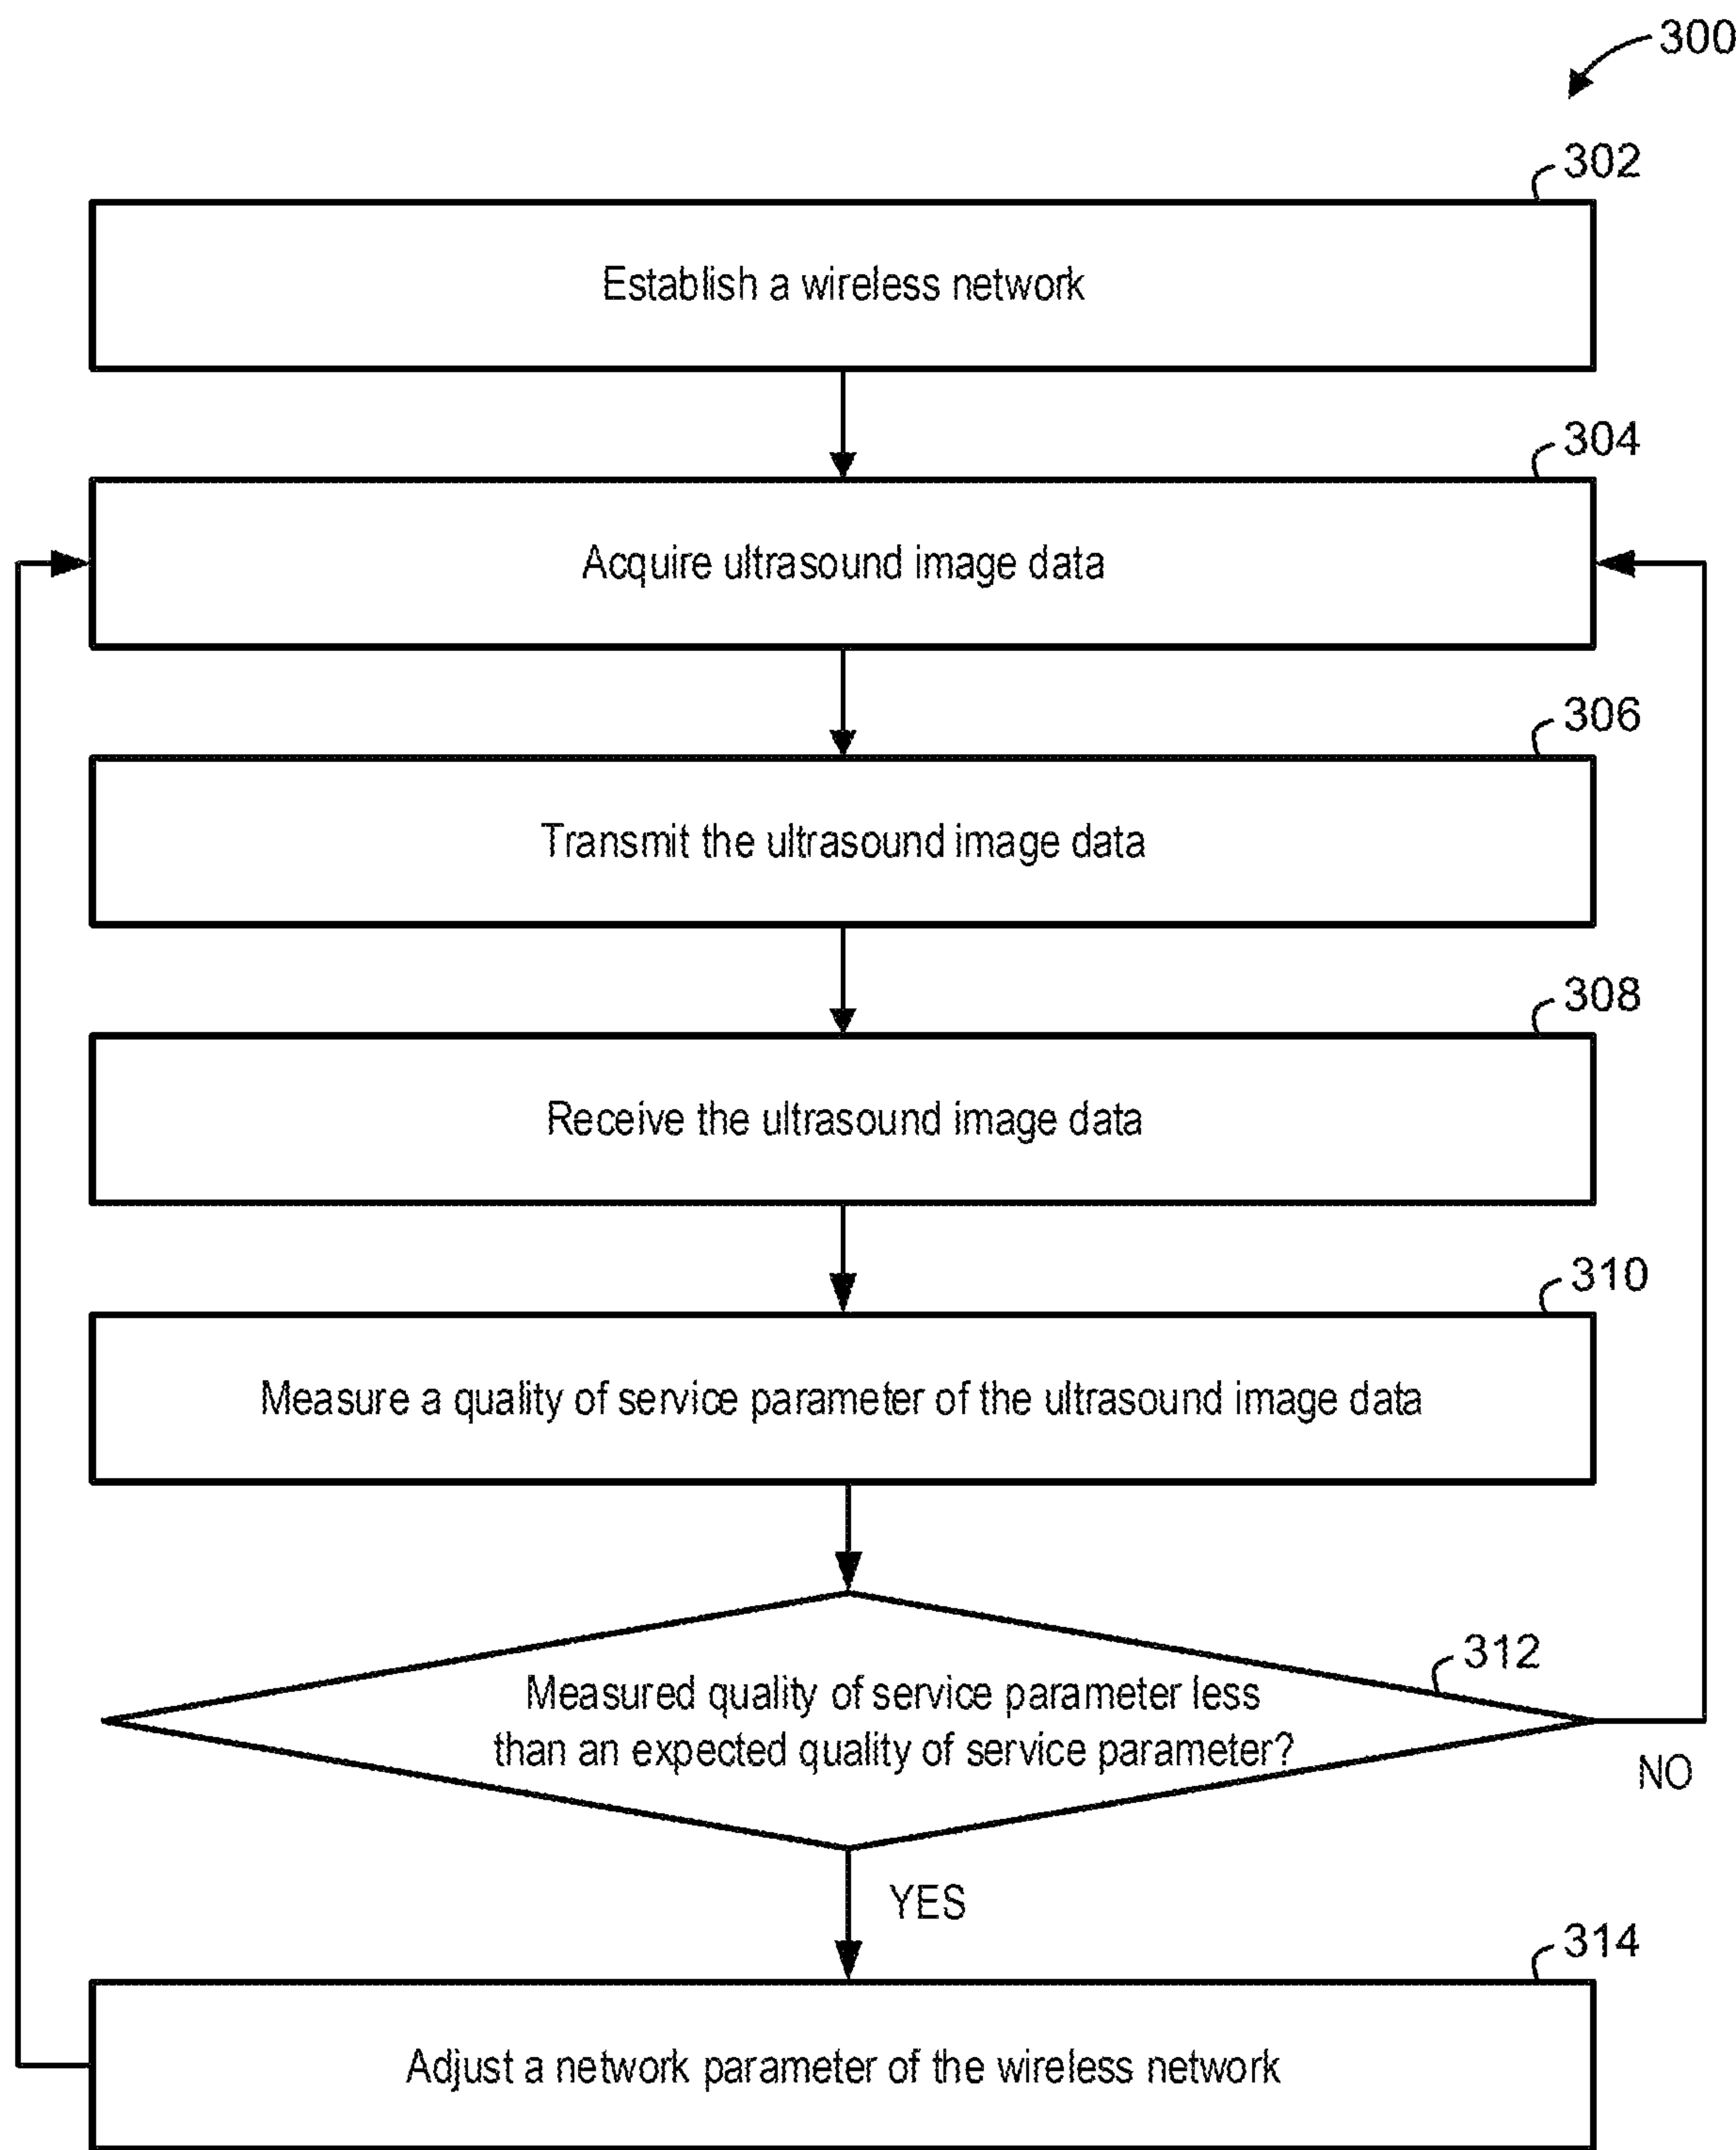 300
302
Establish a wireless network
304
Acquire ultrasound image data
306
Transmit the ultrasound image data
308
Receive the ultrasound image data
310
Measure a quality of service parameter of the ultrasound image data
312
Measured quality of service parameter less
than an expected quality of service parameter?
NO
YES
314
Adjust a network parameter of the wireless network